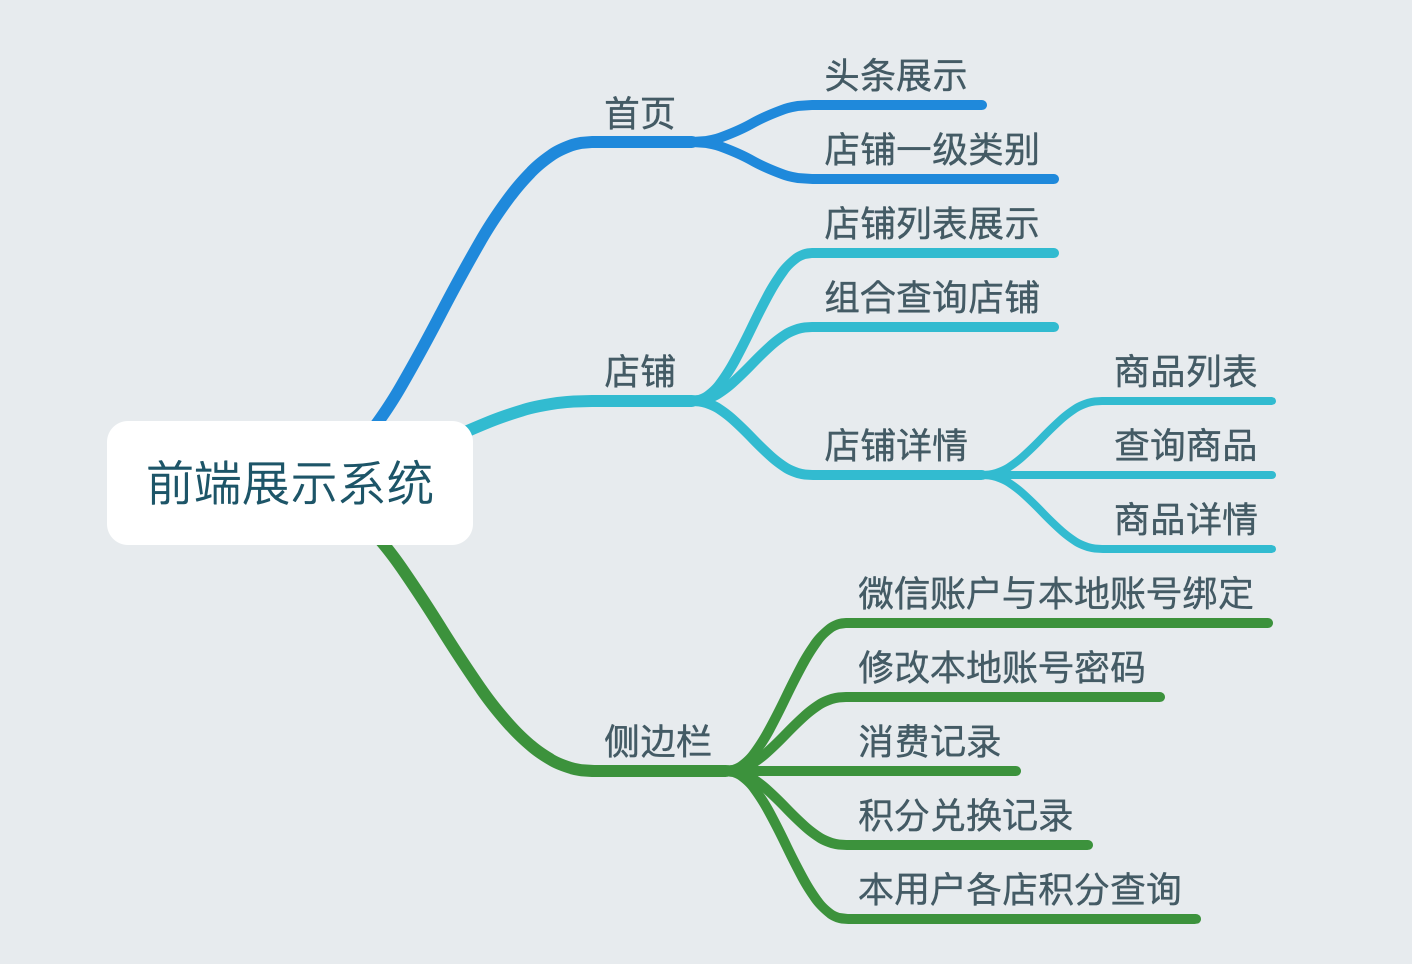 前端展示系统
首页
头条展示
店铺一级类别
店铺
店铺列表展示
组合查询店铺
店铺详情
商品列表
查询商品
商品详情
侧边栏
微信账户与本地账号绑定
修改本地账号密码
消费记录
积分兑换记录
本用户各店积分查询